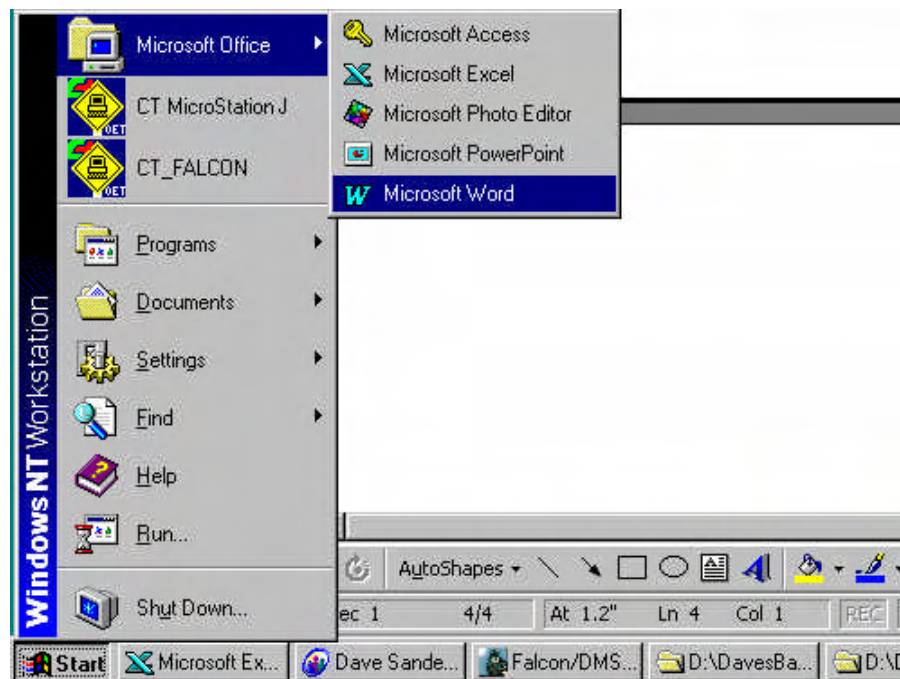 Microsoft Office
CT MicroStation J
OET
CT_FALCON
OET
Programs
Documents
Settings
Find
Help
Run...
Shut Down...
Windows NT Workstation
Microsoft Access
Microsoft Excel
Microsoft Photo Editor
Microsoft PowerPoint
W Microsoft Word
AutoShapes
ec 1 4/4 At 1.2" Ln 4 Col 1 REC
Start Microsoft Ex... Dave Sande... Falcon/DMS... D:\DavesBa... D:\D